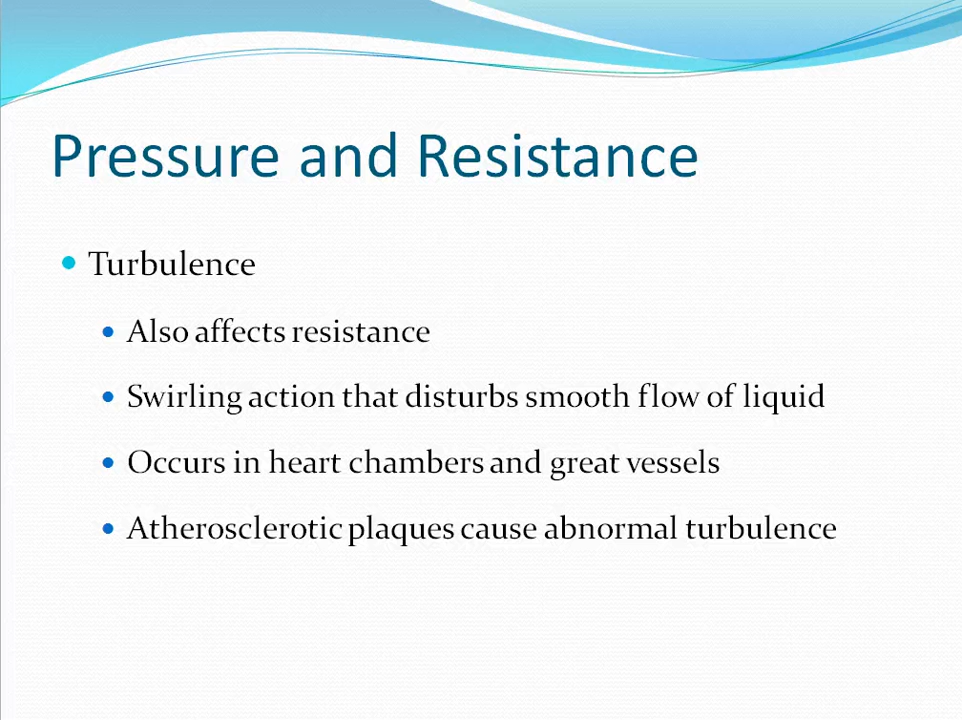 Pressure and Resistance
Turbulence
Also affects resistance
Swirling action that disturbs smooth flow of liquid
Occurs in heart chambers and great vessels
Atherosclerotic plaques cause abnormal turbulence